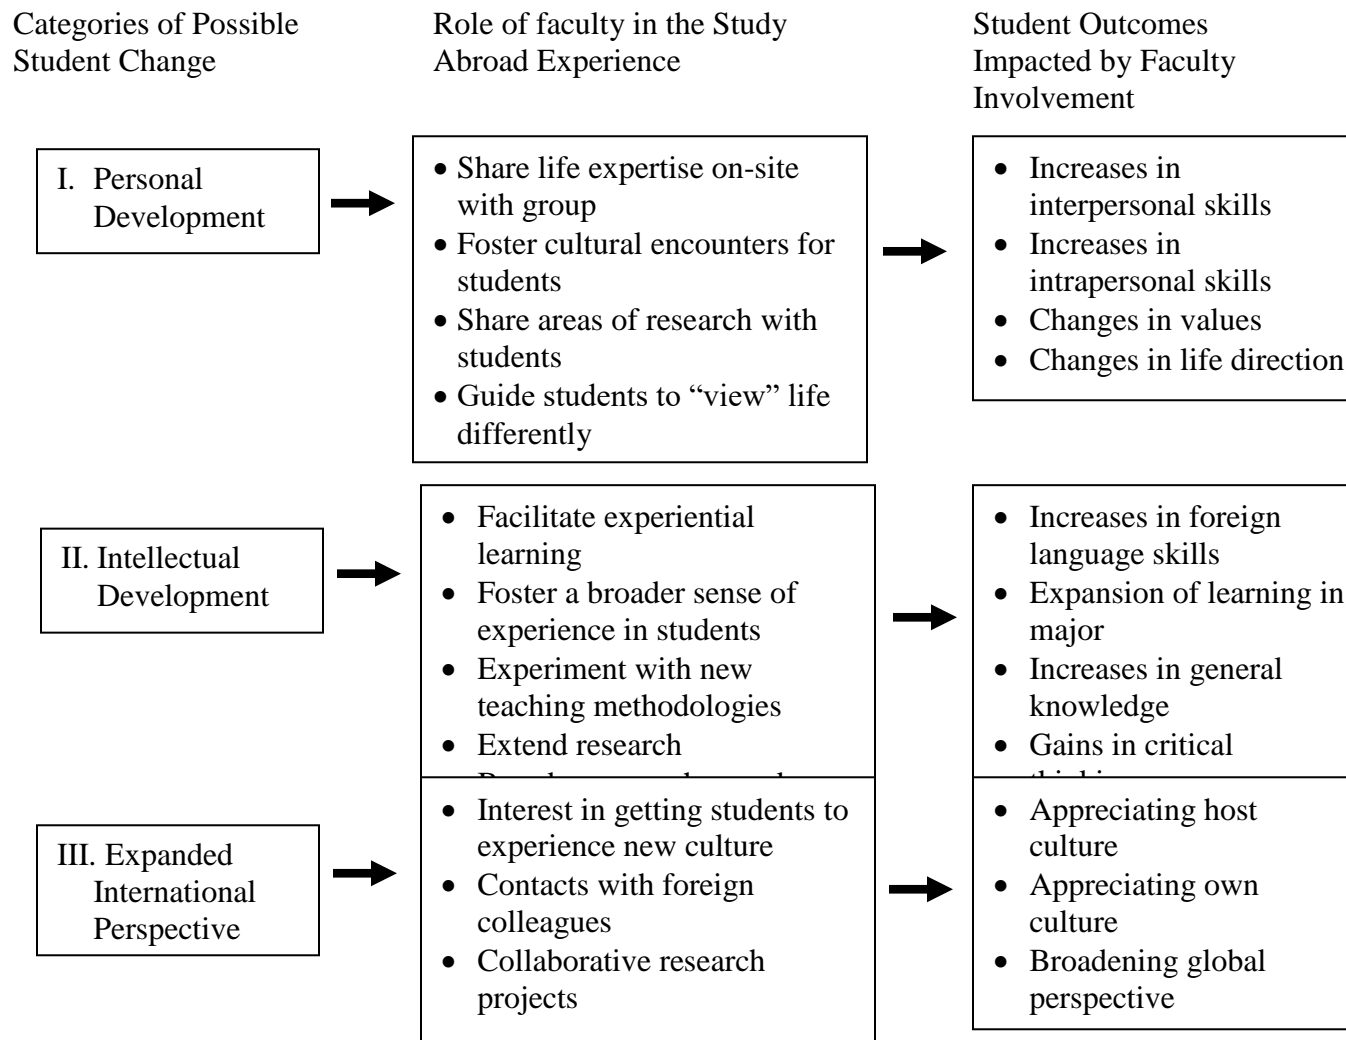 Categories of Possible
Student Change
Role of faculty in the Study
Abroad Experience
Student Outcomes
Impacted by Faculty
Involvement
I. Personal
Development
• Share life expertise on-site
with group
• Foster cultural encounters for
students
• Share areas of research with
students
• Guide students to “view” life
differently
• Increases in
interpersonal skills
• Increases in
intrapersonal skills
• Changes in values
• Changes in life direction
II. Intellectual
Development
• Facilitate experiential
learning
• Foster a broader sense of
experience in students
• Experiment with new
teaching methodologies
• Extend research
• Increases in foreign
language skills
• Expansion of learning in
major
• Increases in general
knowledge
• Gains in critical
III. Expanded
International
Perspective
• Interest in getting students to
experience new culture
• Contacts with foreign
colleagues
• Collaborative research
projects
• Appreciating host
culture
• Appreciating own
culture
• Broadening global
perspective